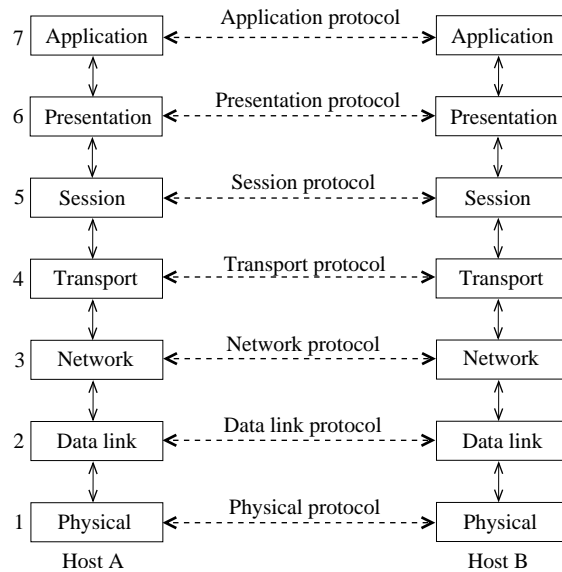 Application protocol
7 Application Application
Presentation protocol
6 Presentation Presentation
Session protocol
5 Session Session
Transport protocol
4 Transport Transport
Network protocol
3 Network Network
Data link protocol
2 Data link Data link
Physical protocol
1 Physical Physical
Host A Host B